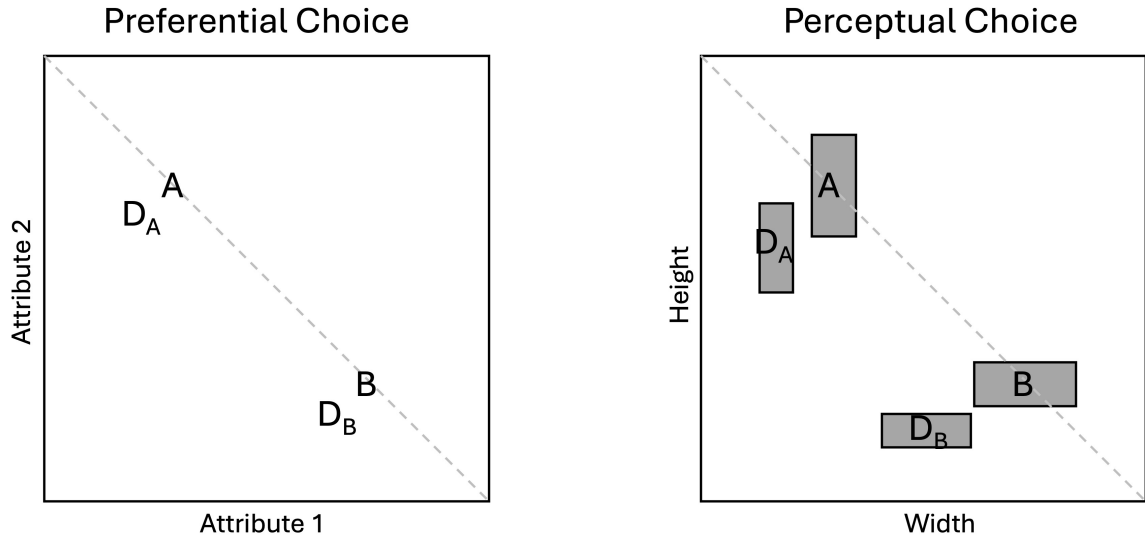 Preferential Choice
Attribute 2
A
D_A
B
D_B
Attribute 1
Perceptual Choice
Height
A
D_A
B
D_B
Width